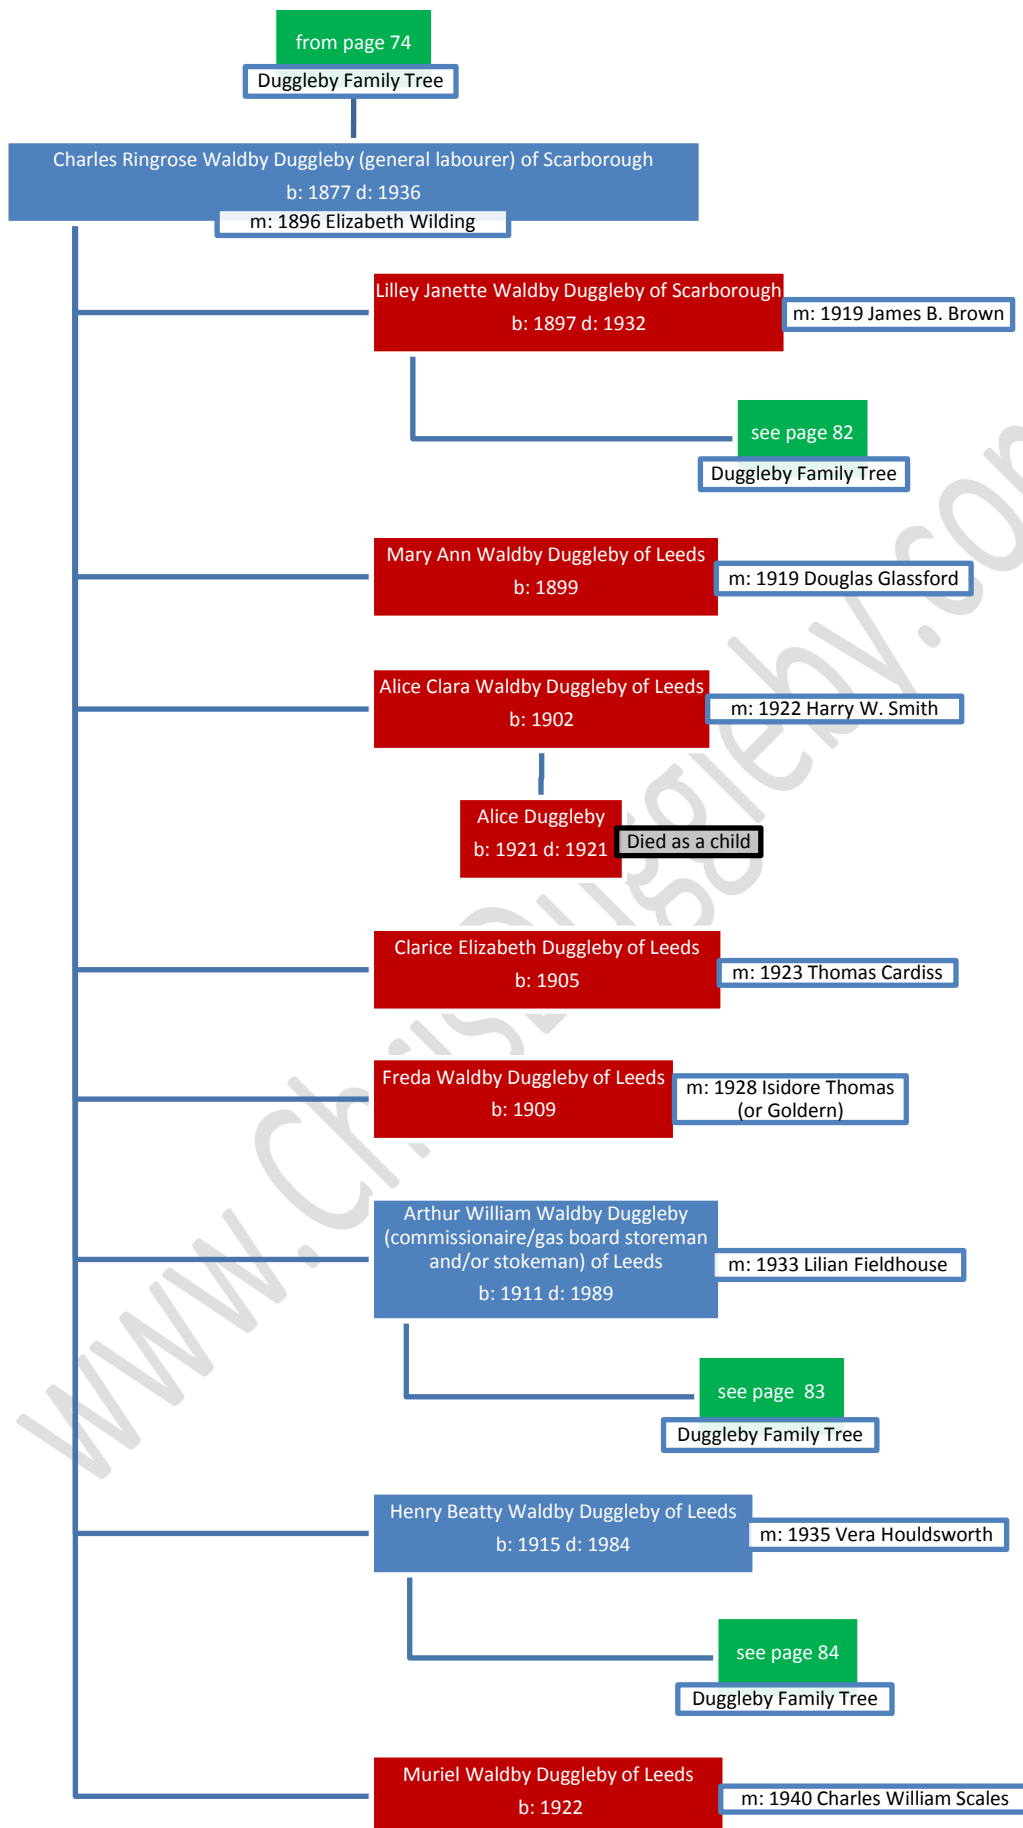 from page 74
Duggleby Family Tree
Charles Ringrose Waldby Duggleby (general labourer) of Scarborough
b: 1877 d: 1936
m: 1896 Elizabeth Wilding
Lilley Janette Waldby Duggleby of Scarborough
b: 1897 d: 1932
m: 1919 James B. Brown
see page 82
Duggleby Family Tree
Mary Ann Waldby Duggleby of Leeds
b: 1899
m: 1919 Douglas Glassford
Alice Clara Waldby Duggleby of Leeds
b: 1902
m: 1922 Harry W. Smith
Alice Duggleby
b: 1921 d: 1921
Died as a child
Clarice Elizabeth Duggleby of Leeds
b: 1905
m: 1923 Thomas Cardiss
Freda Waldby Duggleby of Leeds
b: 1909
m: 1928 Isidore Thomas
(or Goldern)
Arthur William Waldby Duggleby
(commissionaire/gas board storeman
and/or stokeman) of Leeds
b: 1911 d: 1989
m: 1933 Lilian Fieldhouse
see page 83
Duggleby Family Tree
Henry Beatty Waldby Duggleby of Leeds
b: 1915 d: 1984
m: 1935 Vera Houldsworth
see page 84
Duggleby Family Tree
Muriel Waldby Duggleby of Leeds
b: 1922
m: 1940 Charles William Scales
www.ChrisDuggleby.com